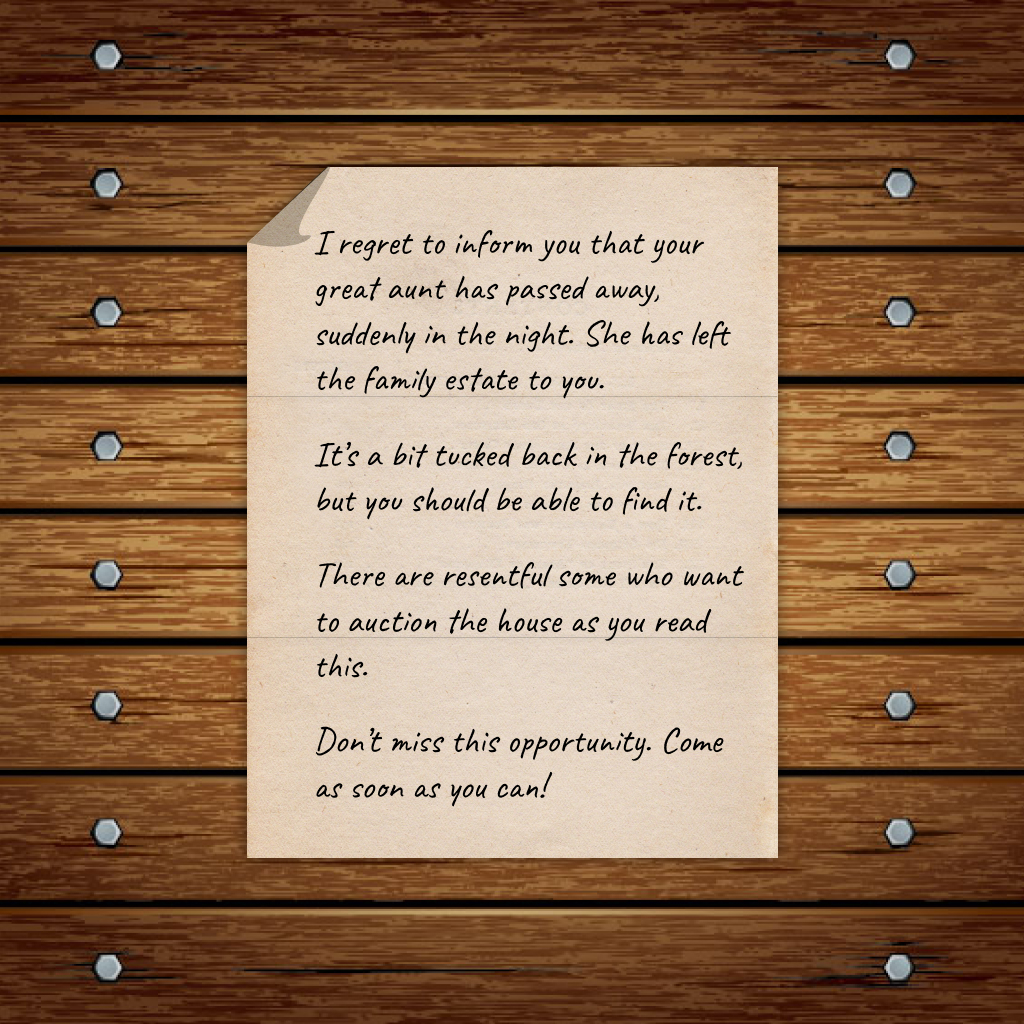 I regret to inform you that your
great aunt has passed away,
suddenly in the night. She has left
the family estate to you.
It's a bit tucked back in the forest,
but you should be able to find it.
There are resentful some who want
to auction the house as you read
this.
Don't miss this opportunity. Come
as soon as you can!